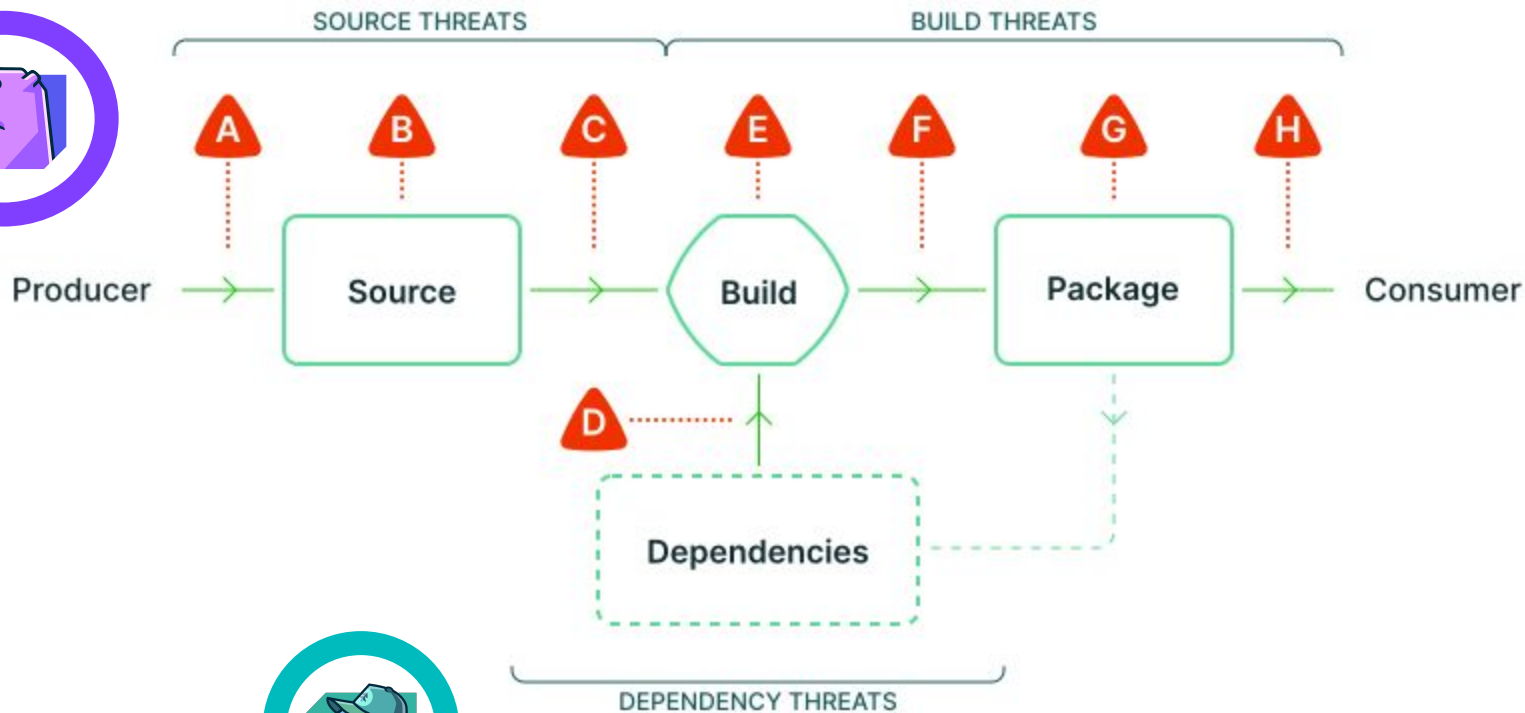 SOURCE THREATS
BUILD THREATS
A
B
C
E
F
G
H
Producer
Source
Build
Package
Consumer
D
Dependencies
DEPENDENCY THREATS